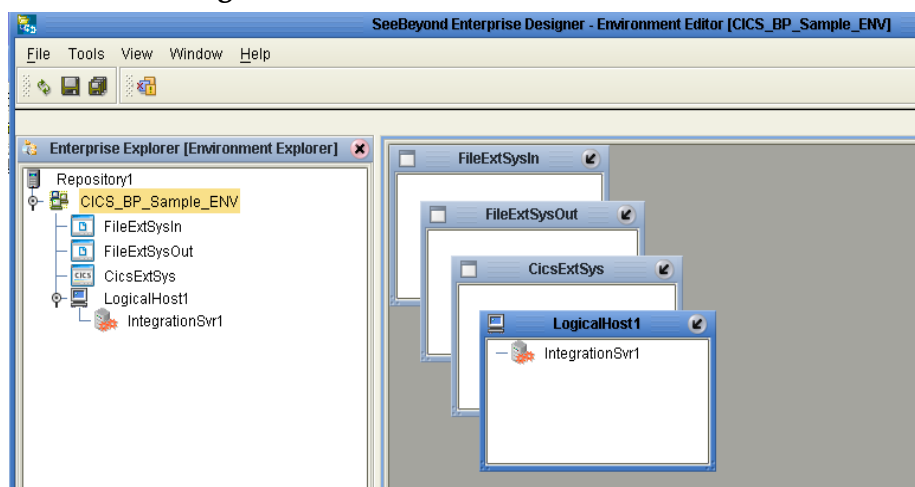 SeeBeyond Enterprise Designer - Environment Editor [CICS_BP_Sample_ENV]
File Tools View Window Help
Enterprise Explorer [Environment Explorer]
Repository1
CICS_BP_Sample_ENV
FileExtSysIn
FileExtSysOut
CICS CicsExtSys
LogicalHost1
IntegrationSvr1
FileExtSysIn
FileExtSysOut
CicsExtSys
LogicalHost1
IntegrationSvr1